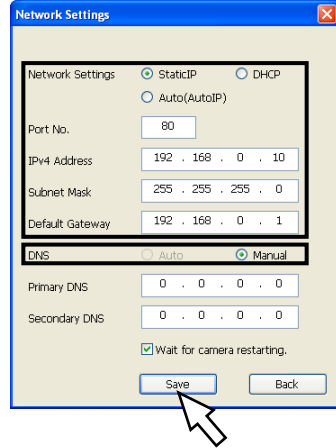 Network Settings
Network Settings StaticIP DHCP
Auto(AutoIP)
Port No. 80
IPv4 Address 192 . 168 . 0 . 10
Subnet Mask 255 . 255 . 255 . 0
Default Gateway 192 . 168 . 0 . 1
DNS Auto Manual
Primary DNS 0 . 0 . 0 . 0
Secondary DNS 0 . 0 . 0 . 0
Wait for camera restarting.
Save Back